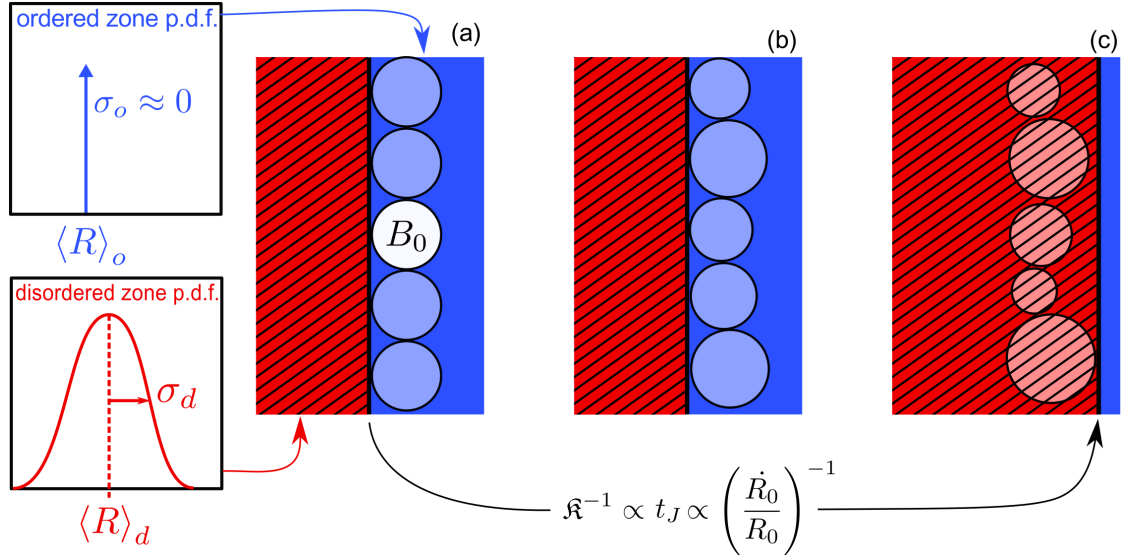 ordered zone p.d.f.
σ_o ≈ 0
⟨R⟩_o
disordered zone p.d.f.
σ_d
⟨R⟩_d
(a)
B_0
(b)
(c)
𝔎^{-1} ∝ t_J ∝ (Ṙ_0 / R_0)^{-1}